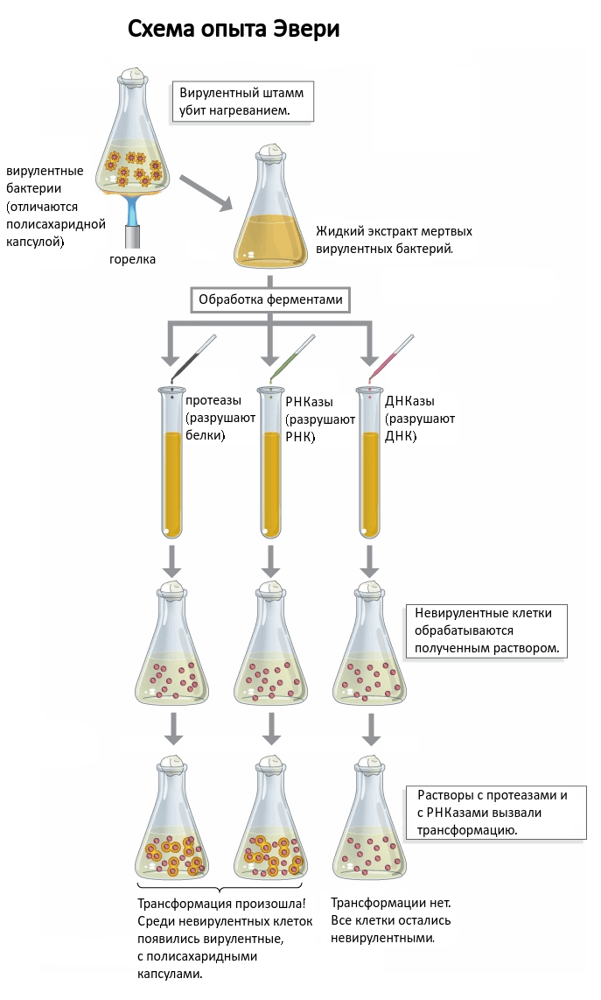 Схема опыта Эвери
Вирулентный штамм
убит нагреванием.
вирулентные
бактерии
(отличаются
полисахаридной
капсулой)
горелка
Жидкий экстракт мертвых
вирулентных бактерий.
Обработка ферментами
протеазы
(разрушают
белки)
РНКазы
(разрушают
РНК)
ДНКазы
(разрушают
ДНК)
Невирулентные клетки
обрабатываются
полученным раствором.
Растворы с протеазами и
с РНКазами вызвали
трансформацию.
Трансформация произошла!
Среди невирулентных клеток
появились вирулентные,
с полисахаридными
капсулами.
Трансформации нет.
Все клетки остались
невирулентными.